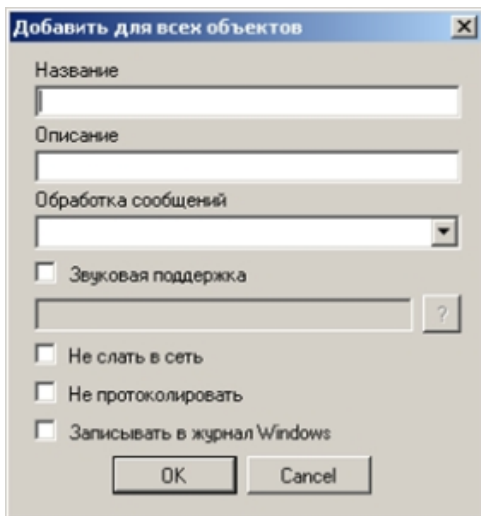 Добавить для всех объектов
Название
Описание
Обработка сообщений
Звуковая поддержка
?
Не слать в сеть
Не протоколировать
Записывать в журнал Windows
OK Cancel